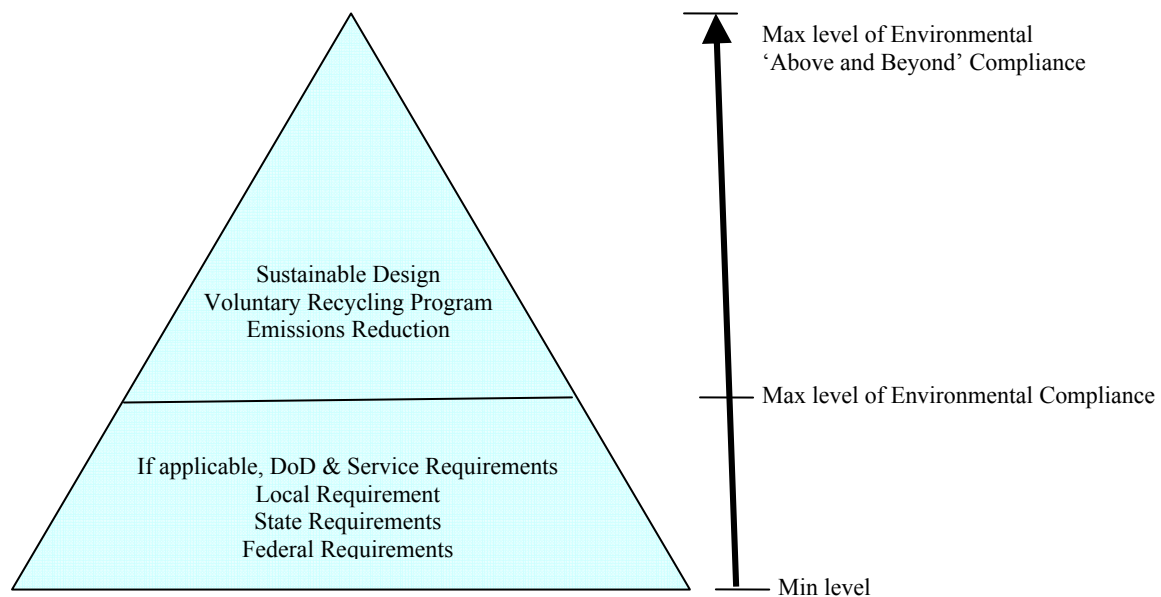 Max level of Environmental
‘Above and Beyond’ Compliance
Sustainable Design
Voluntary Recycling Program
Emissions Reduction
Max level of Environmental Compliance
If applicable, DoD & Service Requirements
Local Requirement
State Requirements
Federal Requirements
Min level